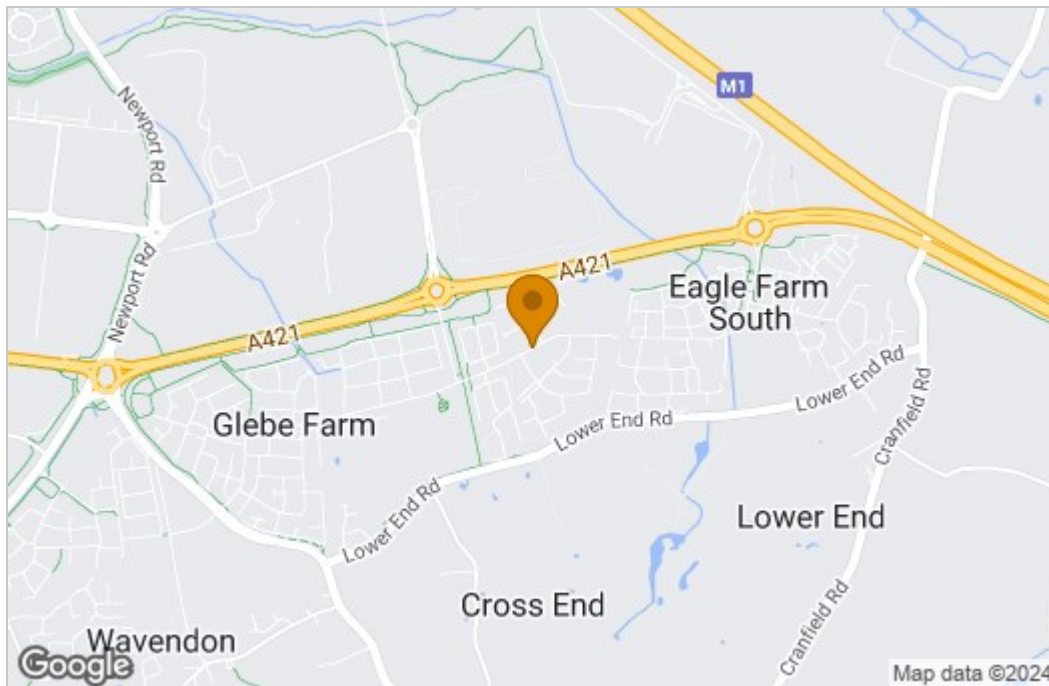 M1
Newport Rd
A421
Eagle Farm
South
Newport Rd
A421
Lower End Rd
Glebe Farm
Lower End Rd
Cranfield Rd
Lower End Rd
Lower End
Cross End
Cranfield Rd
Wavendon
Google
Map data ©2024